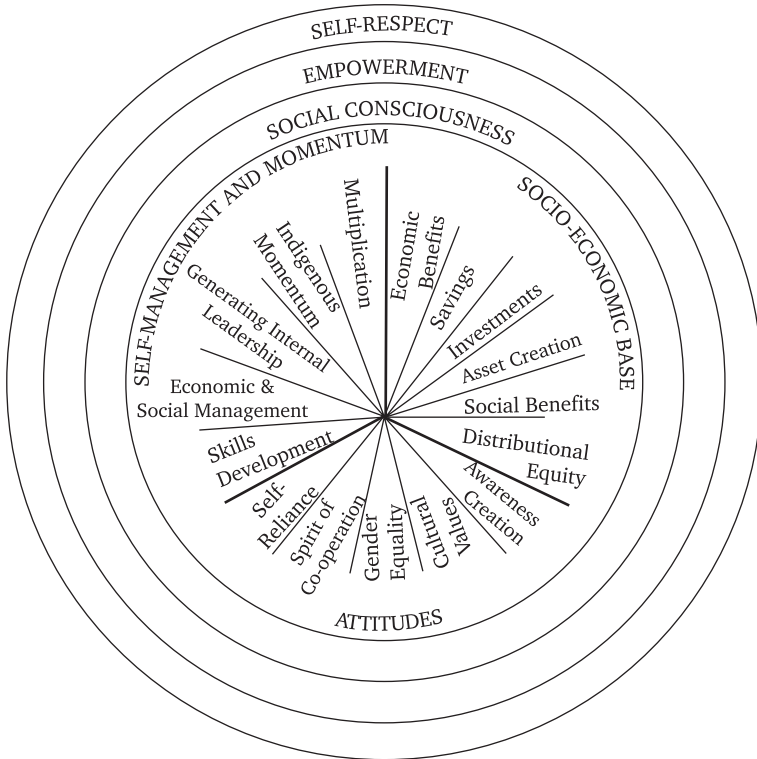 SELF-RESPECT
EMPOWERMENT
SOCIAL CONSCIOUSNESS
SELF-MANAGEMENT AND MOMENTUM
SOCIO-ECONOMIC BASE
Economic
Benefits
Savings
Investments
Asset Creation
Social Benefits
Distributional
Equity
Awareness
Creation
Cultural
Values
Gender
Equality
Spirit of
Co-operation
Self-
Reliance
Skills
Development
Economic &
Social Management
Generating Internal
Leadership
Indigenous
Momentum
Multiplication
ATTITUDES